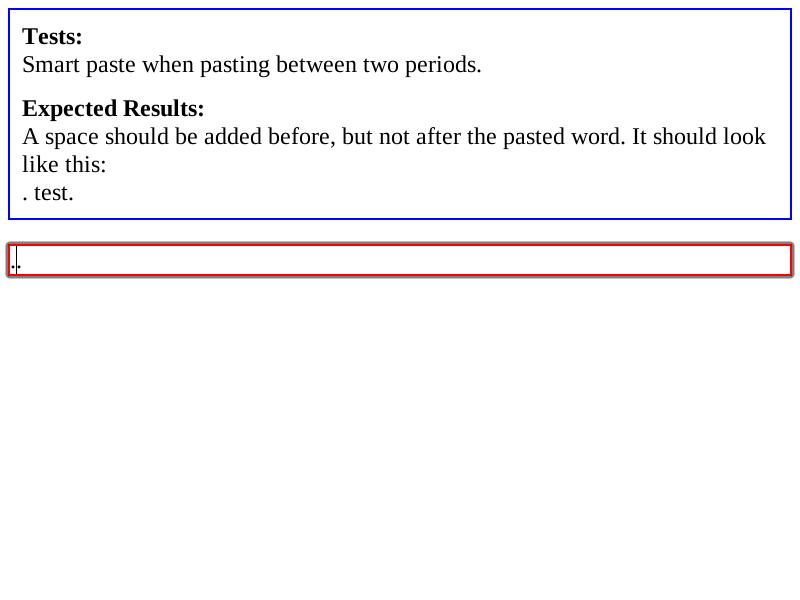 Tests:
Smart paste when pasting between two periods.
Expected Results:
A space should be added before, but not after the pasted word. It should look
like this:
. test.
..